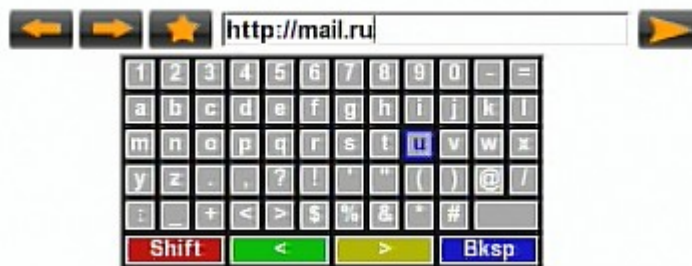 http://mail.ru
1 2 3 4 5 6 7 8 9 0 - =
a b c d e f g h i j k l
m n o p q r s t u v w x
y z . , ? ! ' " ( ) @ /
: _ + < > $ % & * #
Shift < > Bksp